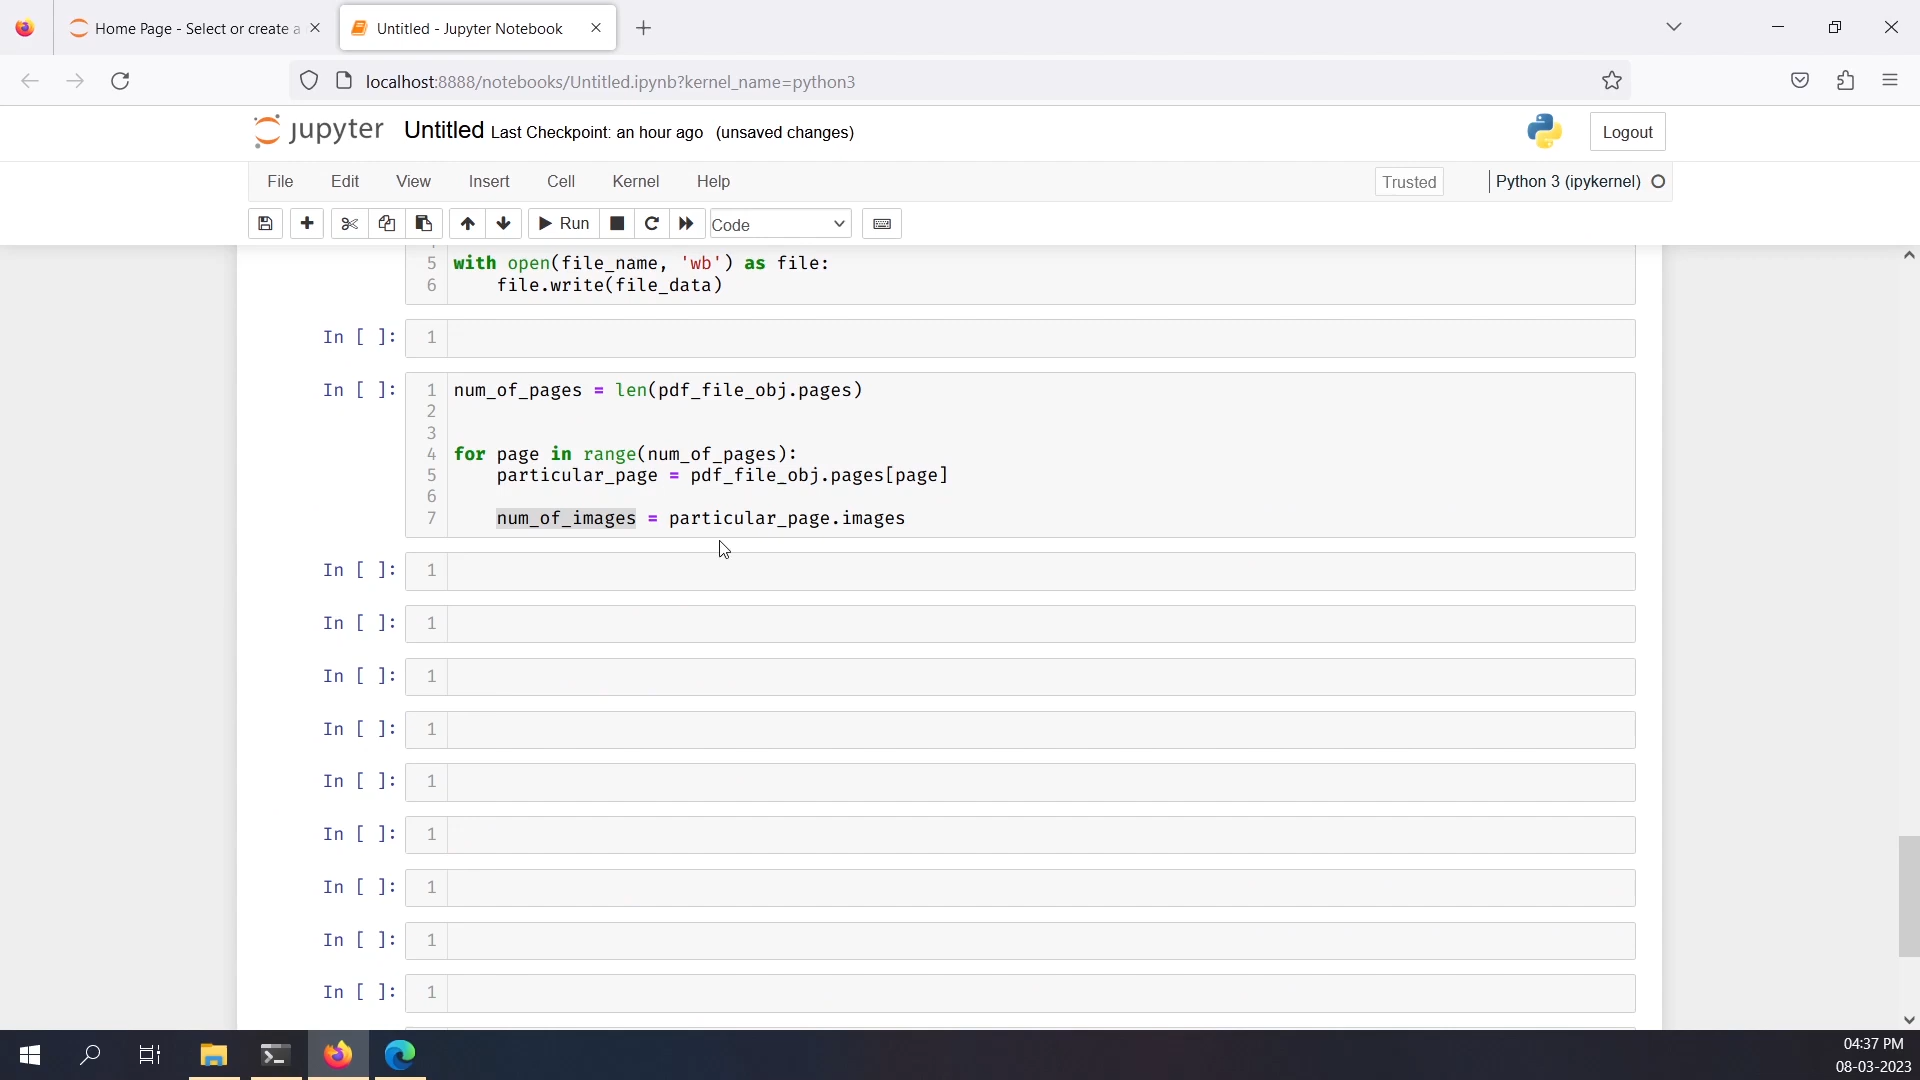 Home Page - Select or create a
Untitled - Jupyter Notebook
localhost:8888/notebooks/Untitled.ipynb?kernel_name=python3
jupyter Untitled Last Checkpoint: an hour ago (unsaved changes)
Logout
File Edit View Insert Cell Kernel Help
Trusted
Python 3 (ipykernel)
Run
Code
5 with open(file_name, 'wb') as file:
6 file.write(file_data)
In [ ]: 1
In [ ]: 1 num_of_pages = len(pdf_file_obj.pages)
2
3
4 for page in range(num_of_pages):
5 particular_page = pdf_file_obj.pages[page]
6
7 num_of_images = particular_page.images
In [ ]: 1
In [ ]: 1
In [ ]: 1
In [ ]: 1
In [ ]: 1
In [ ]: 1
In [ ]: 1
In [ ]: 1
In [ ]: 1
04:37 PM
08-03-2023